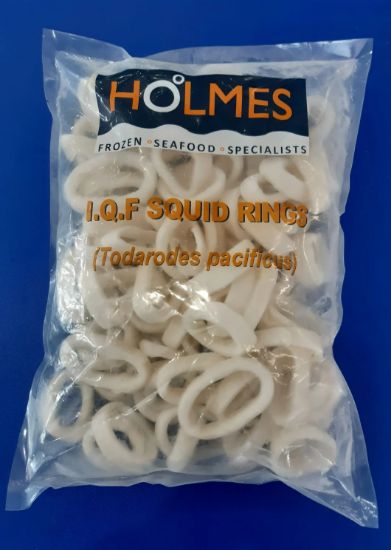 HOLMES
FROZEN • SEAFOOD • SPECIALISTS
I.Q.F SQUID RINGS
(Todarodes pacificus)